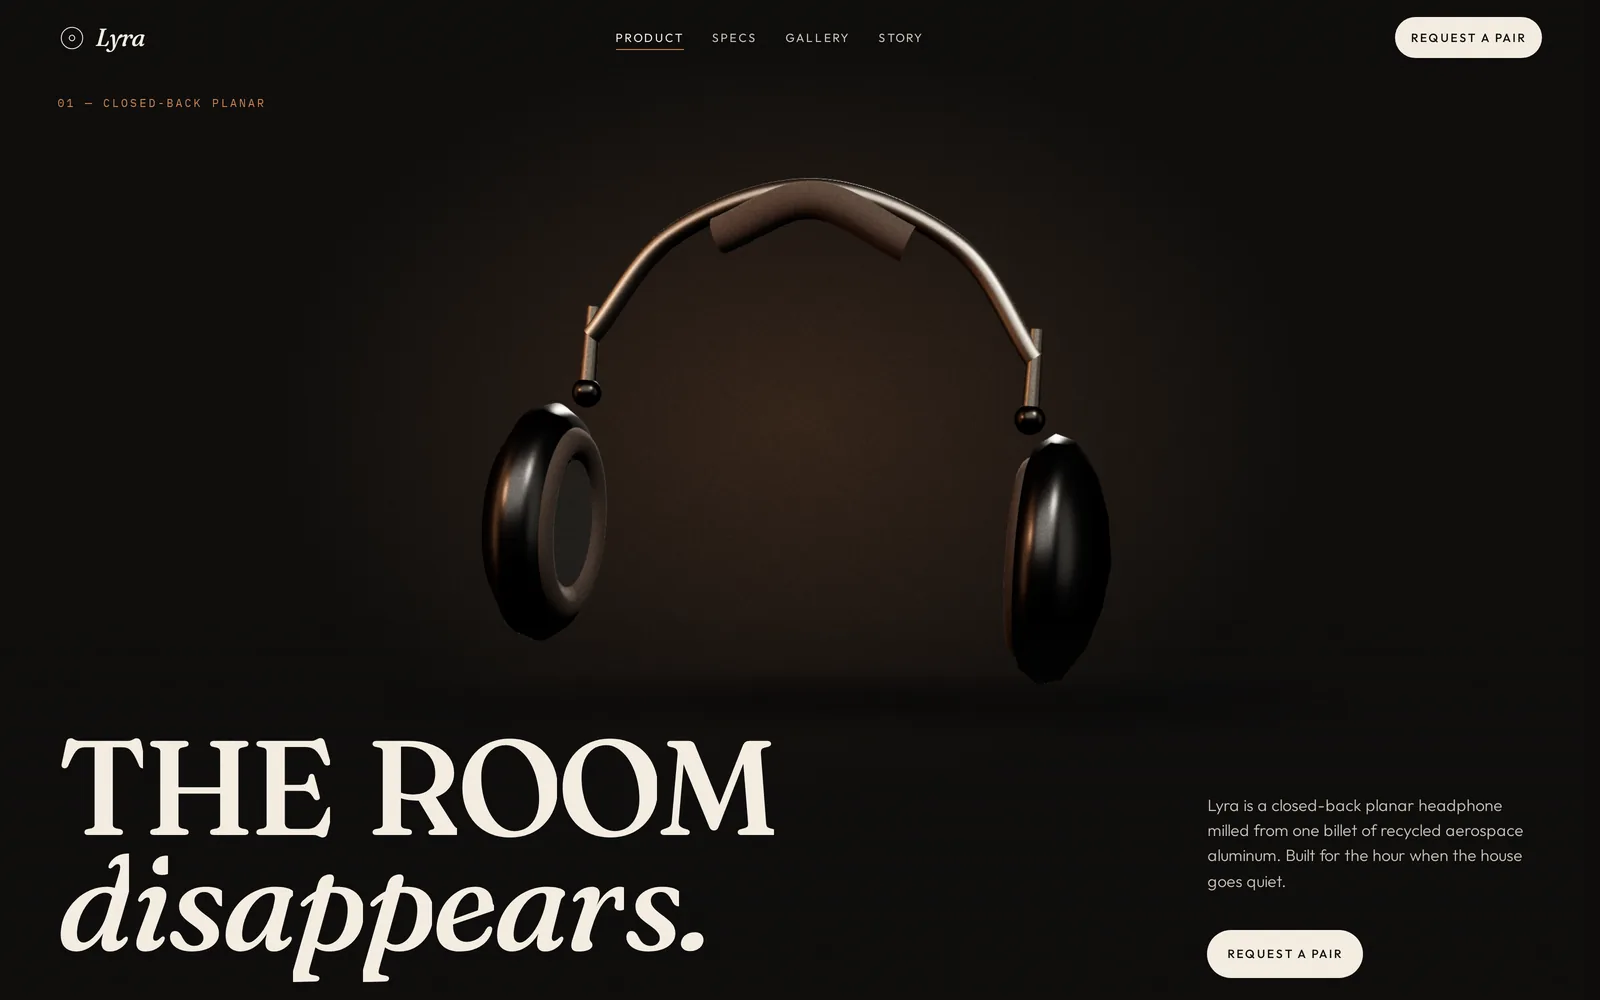 Lyra
PRODUCT SPECS GALLERY STORY
REQUEST A PAIR
01 — CLOSED-BACK PLANAR
THE ROOM
disappears.
Lyra is a closed-back planar headphone
milled from one billet of recycled aerospace
aluminum. Built for the hour when the house
goes quiet.
REQUEST A PAIR